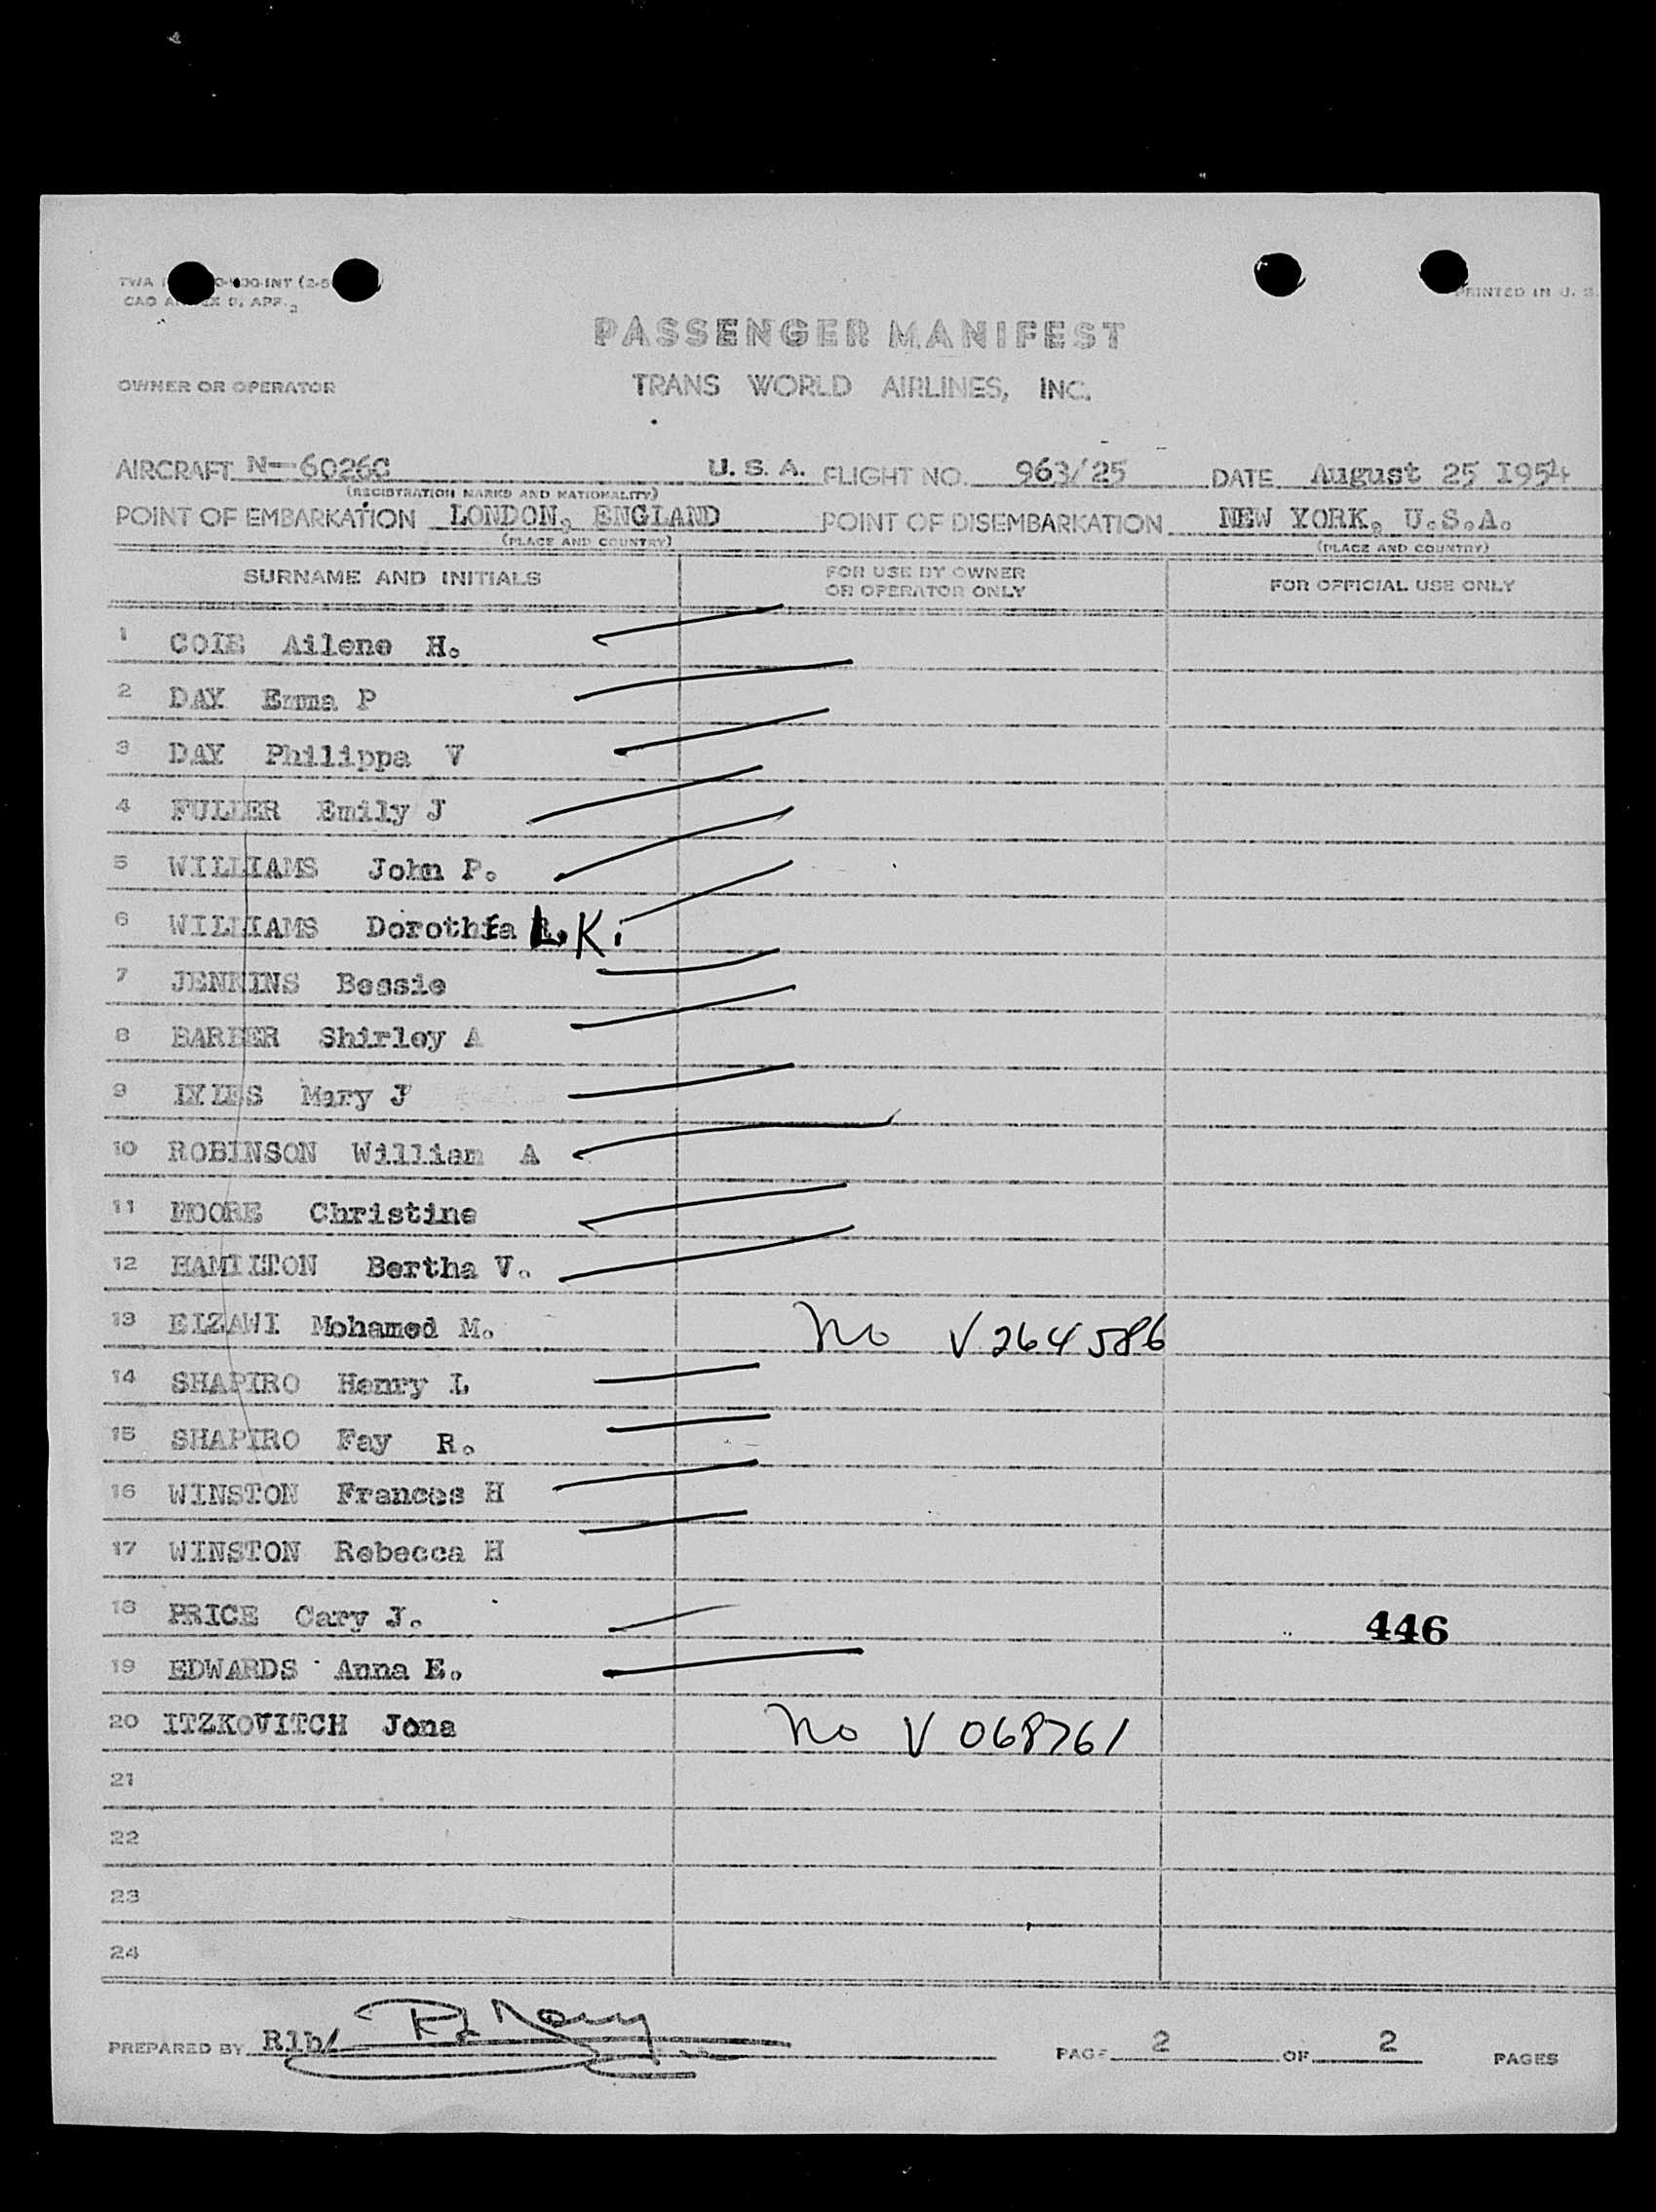 PASSENGER MANIFEST
OWNER OR OPERATOR TRANS WORLD AIRLINES, INC.
AIRCRAFT N-6026C U. S. A. FLIGHT NO. 963/25 DATE August 25 1954
(REGISTRATION MARKS AND NATIONALITY)
POINT OF EMBARKATION LONDON, ENGLAND POINT OF DISEMBARKATION NEW YORK, U.S.A.
(PLACE AND COUNTRY) (PLACE AND COUNTRY)
SURNAME AND INITIALS FOR USE BY OWNER OR OPERATOR ONLY FOR OFFICIAL USE ONLY
1 COIE Ailene H.
2 DAY Emma P
3 DAY Philippa V
4 FULLER Emily J
5 WILLIAMS John P.
6 WILLIAMS K.
7 JENKINS Bessie
8 BARBER Shirley A
9 Mary J
10 ROBINSON William A
11 MOORE Christine
12 HAMILTON Bertha V.
13 Mohamed M. No V264586
14 SHAPIRO Henry L
15 SHAPIRO Fay R.
16 WINSTON Frances H
17 WINSTON Rebecca H
18 PRICE Cary J. 446
19 EDWARDS Anna E.
20 ITZKOVITCH Jona No V 068761
21
22
23
24
PREPARED BY Rlb/ PAGE 2 OF 2 PAGES